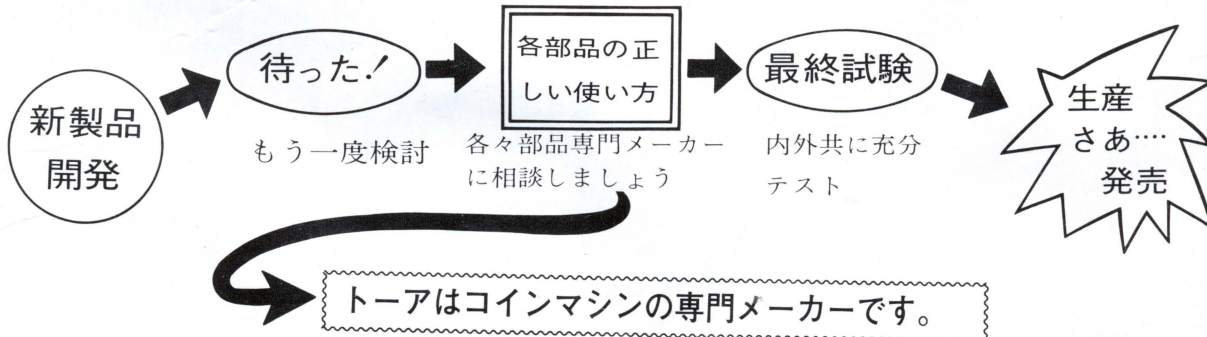 新製品
開発
待った!
もう一度検討
各部品の正
しい使い方
各々部品専門メーカー
に相談しましょう
最終試験
内外共に充分
テスト
生産
さあ‥‥
発売
トーアはコインマシンの専門メーカーです。